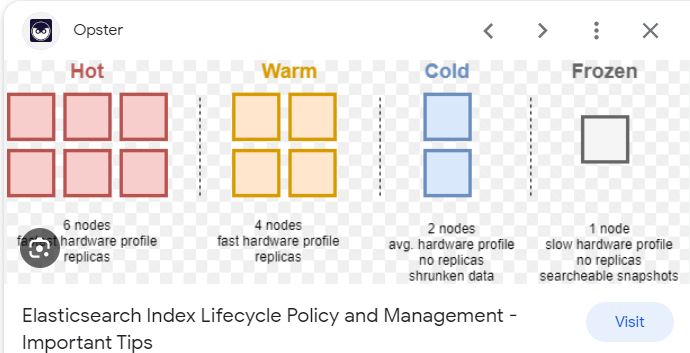 Opster
Hot
Warm
Cold
Frozen
6 nodes
hardware profile
replicas
4 nodes
fast hardware profile
replicas
2 nodes
avg. hardware profile
no replicas
shrunken data
1 node
slow hardware profile
no replicas
searcheable snapshots
Elasticsearch Index Lifecycle Policy and Management -
Important Tips
Visit